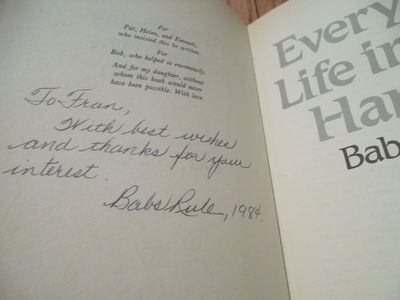 For
Pat, Helen, and Emmett,
who insisted this be written.
For
Bob, who helped so enormously.
And for my daughter, without
whom this book would never
have been possible. With love.
To Fran,
With best wishes
and thanks for your
interest.
Babs Rule, 1984.
Every
Life in
Har
Bab